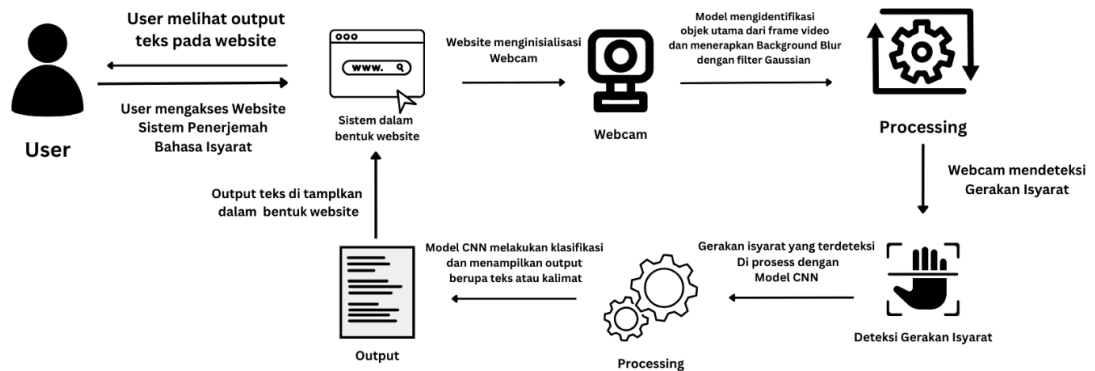 User melihat output
teks pada website
User mengakses Website
Sistem Penerjemah
Bahasa Isyarat
User
www.
Sistem dalam
bentuk website
Website menginisialisasi
Webcam
Webcam
Model mengidentifikasi
objek utama dari frame video
dan menerapkan Background Blur
dengan filter Gaussian
Processing
Webcam mendeteksi
Gerakan Isyarat
Deteksi Gerakan Isyarat
Gerakan isyarat yang terdeteksi
Di prosess dengan
Model CNN
Processing
Model CNN melakukan klasifikasi
dan menampilkan output
berupa teks atau kalimat
Output
Output teks di tamplkan
dalam bentuk website